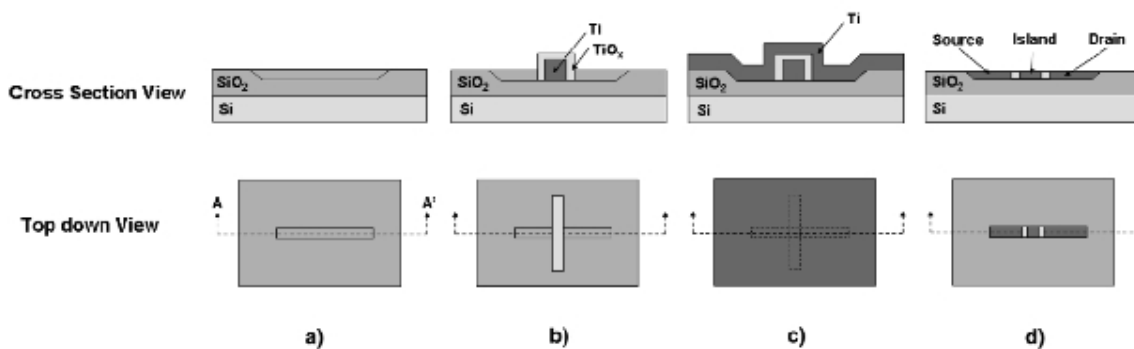 Cross Section View
SiO2
Si
Ti
TiOx
SiO2
Si
Ti
SiO2
Si
Source Island Drain
SiO2
Si
Top down View
A A'
a) b) c) d)